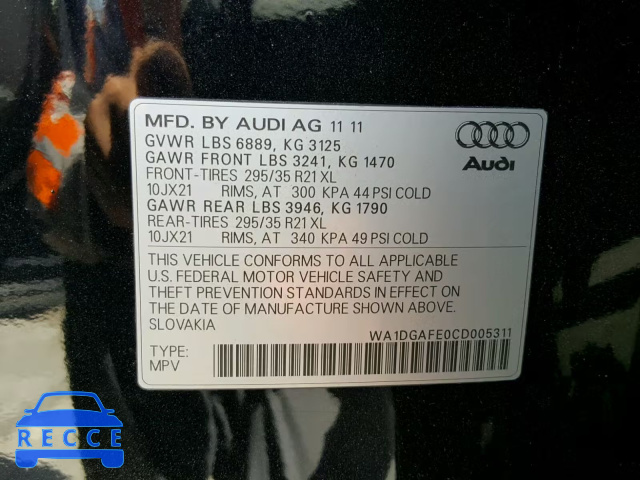 MFD. BY AUDI AG 11 11
GVWR LBS 6889, KG 3125
GAWR FRONT LBS 3241, KG 1470
FRONT-TIRES 295/35 R21 XL
10JX21 RIMS, AT 300 KPA 44 PSI COLD
GAWR REAR LBS 3946, KG 1790
REAR-TIRES 295/35 R21 XL
10JX21 RIMS, AT 340 KPA 49 PSI COLD
Audi
THIS VEHICLE CONFORMS TO ALL APPLICABLE
U.S. FEDERAL MOTOR VEHICLE SAFETY AND
THEFT PREVENTION STANDARDS IN EFFECT ON
THE DATE OF MANUFACTURE SHOWN ABOVE.
SLOVAKIA
WA1DGAFE0CD005311
TYPE:
MPV
RECCE